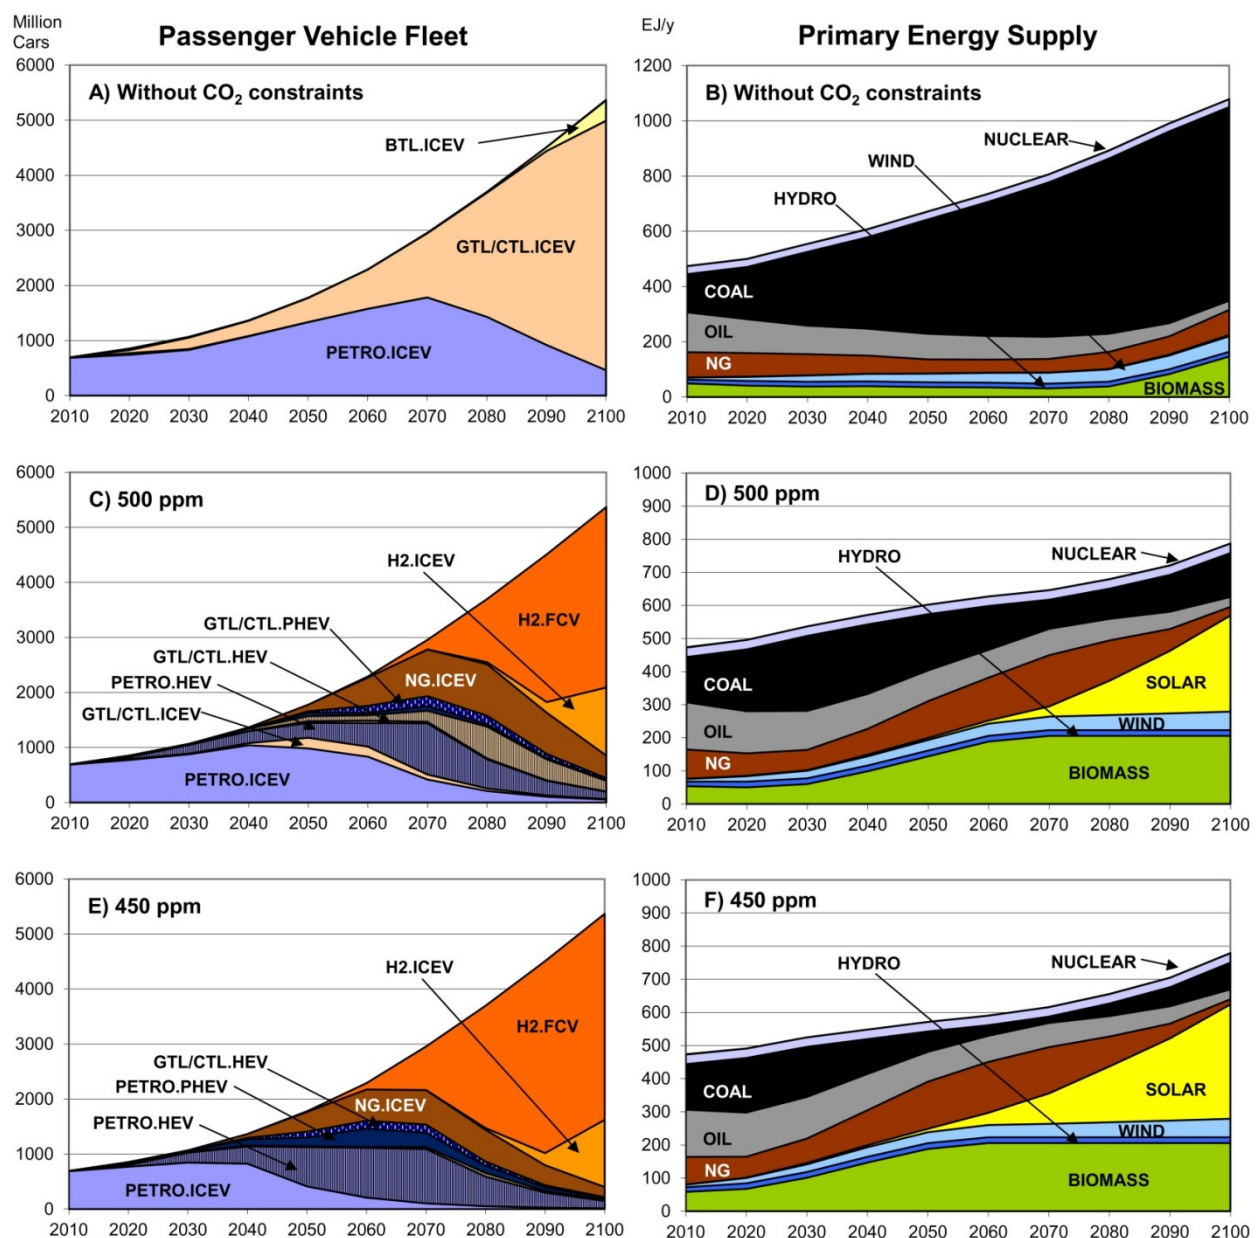 Million
Cars
Passenger Vehicle Fleet
EJ/y
Primary Energy Supply
A) Without CO₂ constraints
6000
5000
4000
3000
2000
1000
0
BTL.ICEV
GTL/CTL.ICEV
PETRO.ICEV
2010 2020 2030 2040 2050 2060 2070 2080 2090 2100
B) Without CO₂ constraints
1200
1000
800
600
400
200
0
NUCLEAR
WIND
HYDRO
COAL
OIL
NG
BIOMASS
2010 2020 2030 2040 2050 2060 2070 2080 2090 2100
C) 500 ppm
6000
5000
4000
3000
2000
1000
0
H2.ICEV
GTL/CTL.PHEV
GTL/CTL.HEV
PETRO.HEV
GTL/CTL.ICEV
H2.FCV
NG.ICEV
PETRO.ICEV
2010 2020 2030 2040 2050 2060 2070 2080 2090 2100
D) 500 ppm
1000
900
800
700
600
500
400
300
200
100
0
HYDRO
NUCLEAR
COAL
OIL
NG
SOLAR
WIND
BIOMASS
2010 2020 2030 2040 2050 2060 2070 2080 2090 2100
E) 450 ppm
6000
5000
4000
3000
2000
1000
0
H2.ICEV
GTL/CTL.HEV
PETRO.PHEV
PETRO.HEV
H2.FCV
NG.ICEV
PETRO.ICEV
2010 2020 2030 2040 2050 2060 2070 2080 2090 2100
F) 450 ppm
1000
900
800
700
600
500
400
300
200
100
0
HYDRO
NUCLEAR
COAL
OIL
NG
SOLAR
WIND
BIOMASS
2010 2020 2030 2040 2050 2060 2070 2080 2090 2100